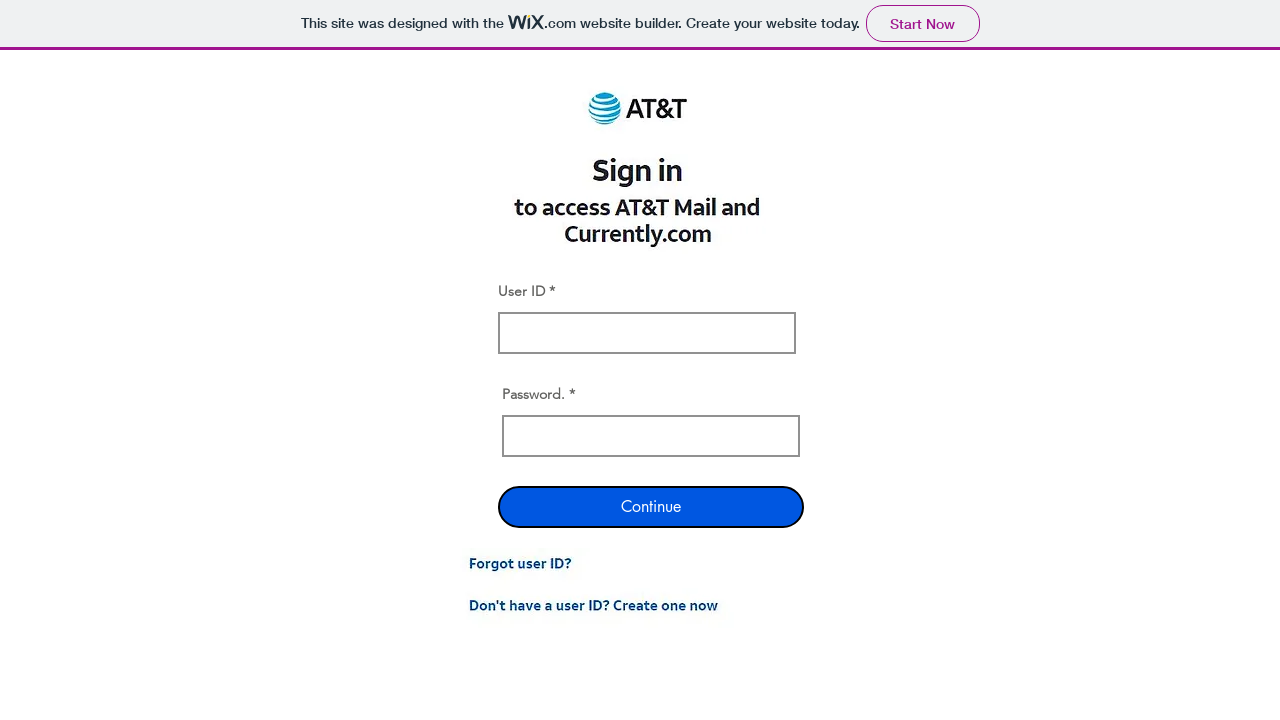 This site was designed with the WiX.com website builder. Create your website today.
Start Now
AT&T
Sign in
to access AT&T Mail and
Currently.com
User ID *
Password. *
Continue
Forgot user ID?
Don't have a user ID? Create one now